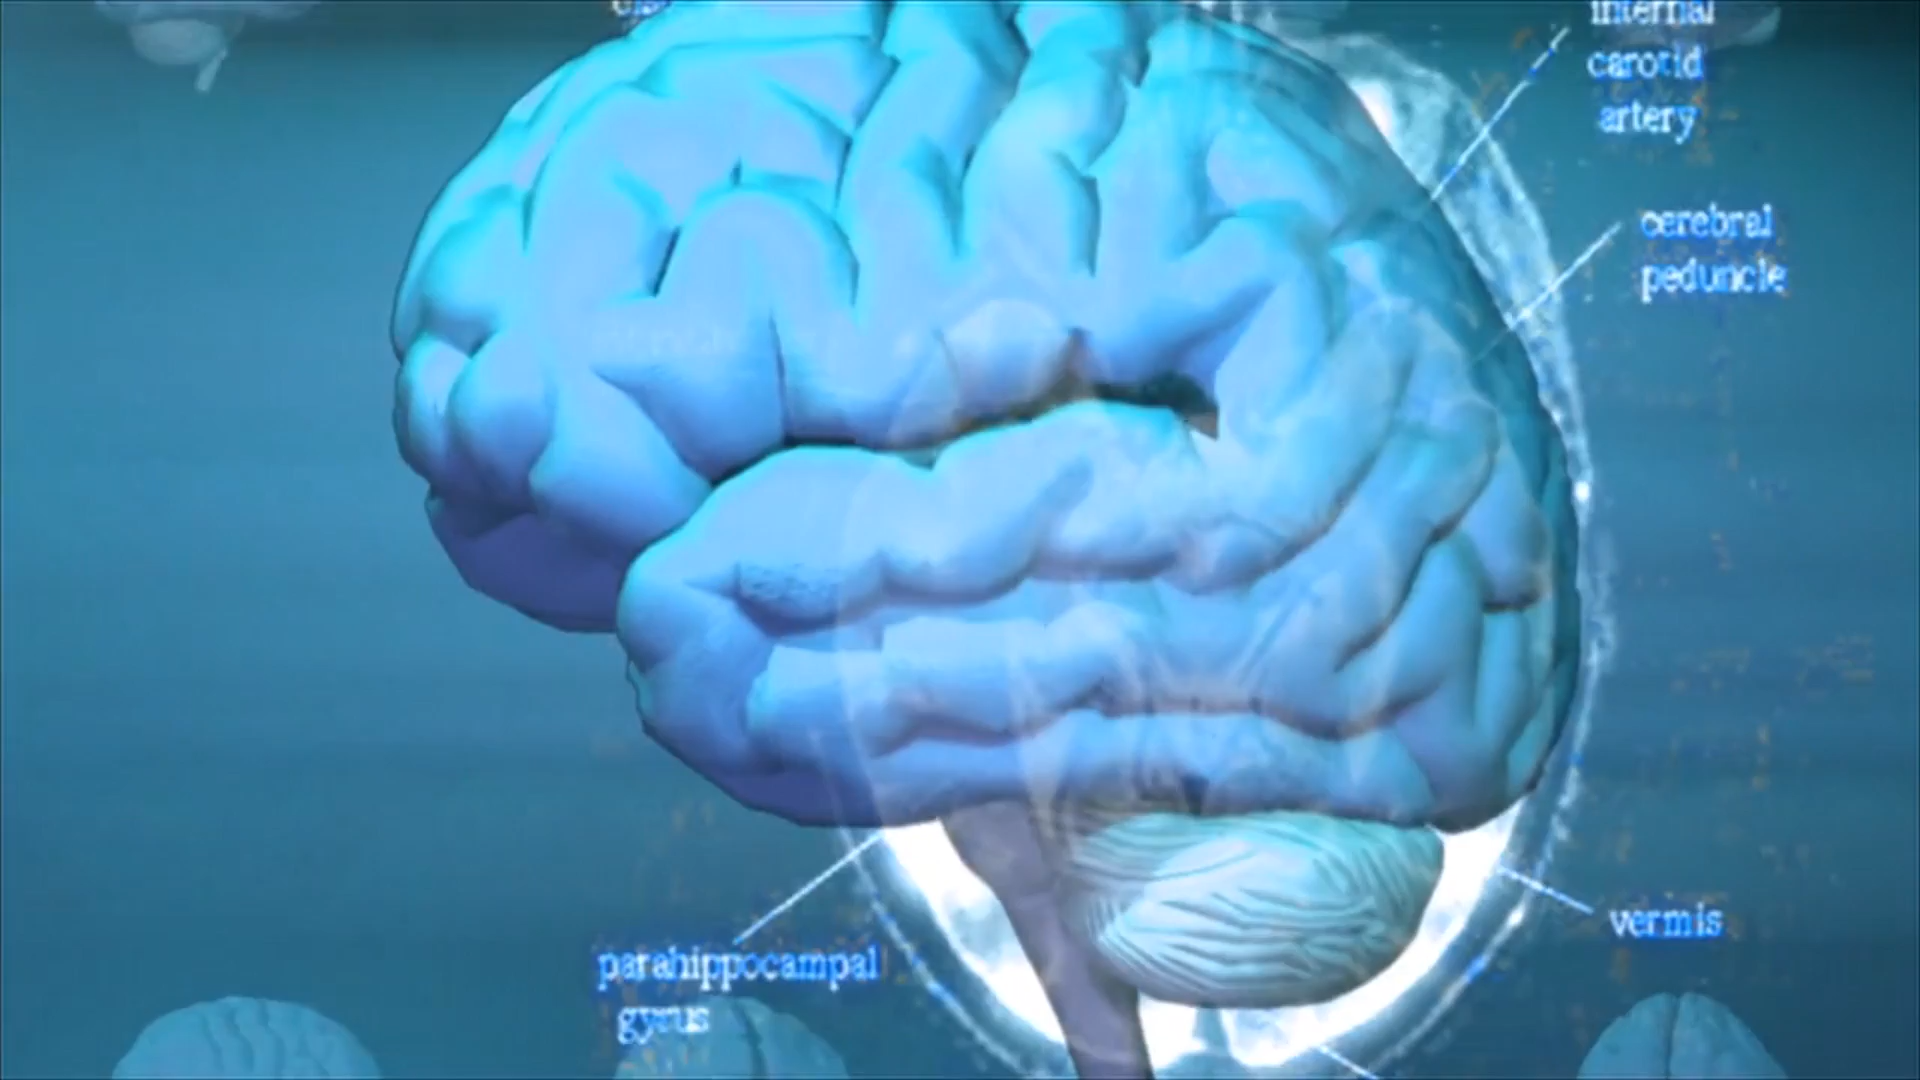 internal
carotid
artery
cerebral
peduncle
vermis
parahippocampal
gyrus